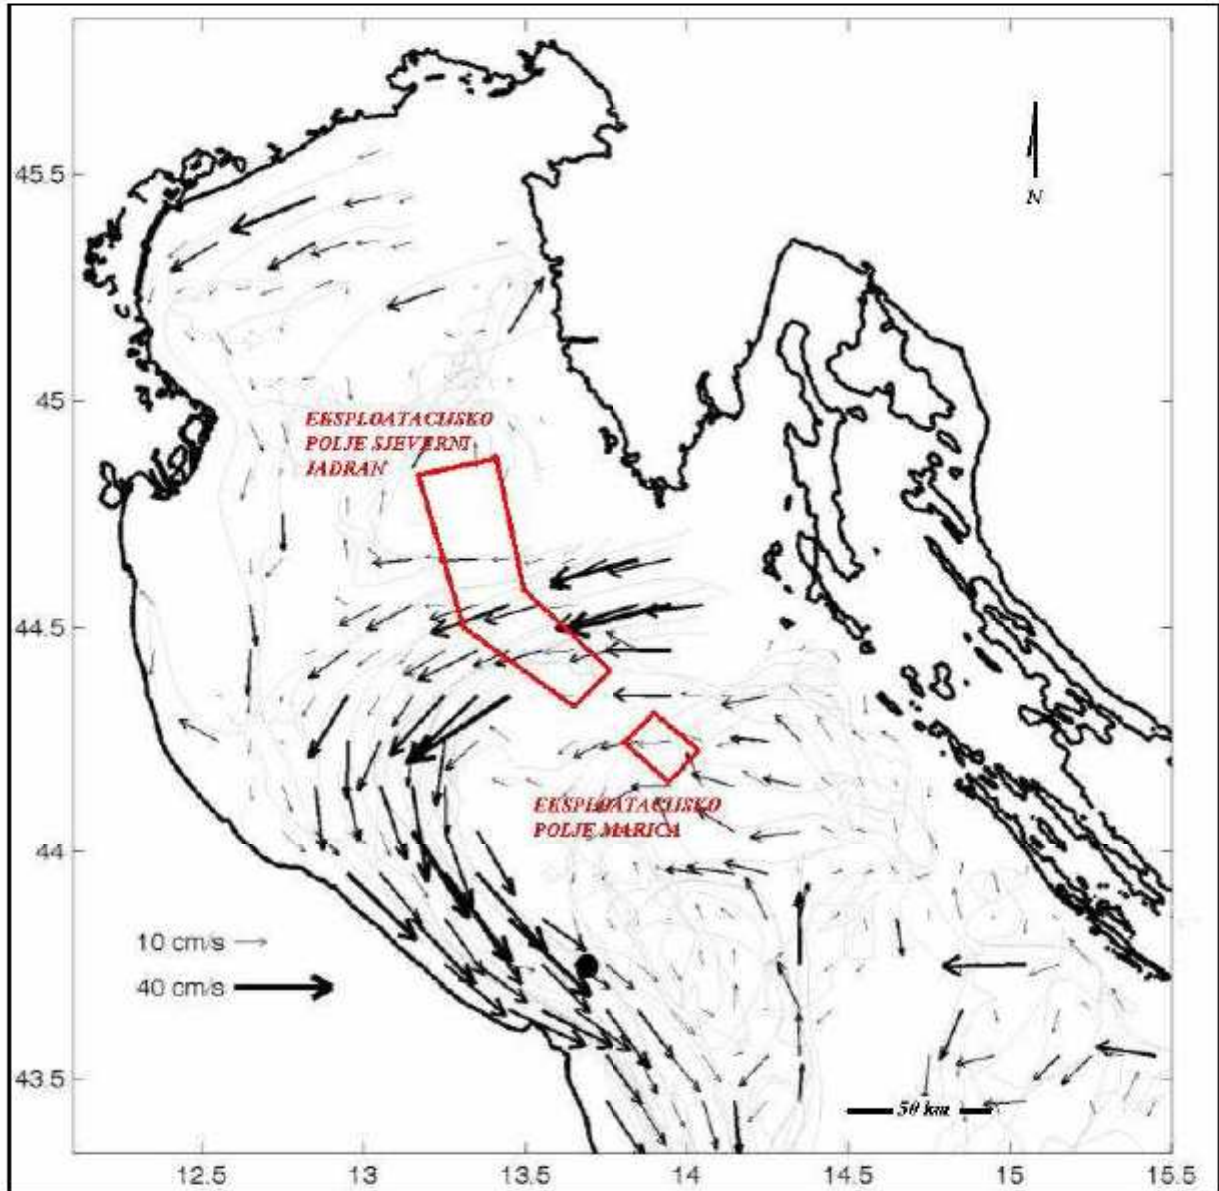 N
45.5
45
44.5
44
43.5
EKSPLOATACIJSKO
POLJE SJEVERNI
JADRAN
EKSPLOATACIJSKO
POLJE MARICA
10 cm/s
40 cm/s
50 km
12.5 13 13.5 14 14.5 15 15.5